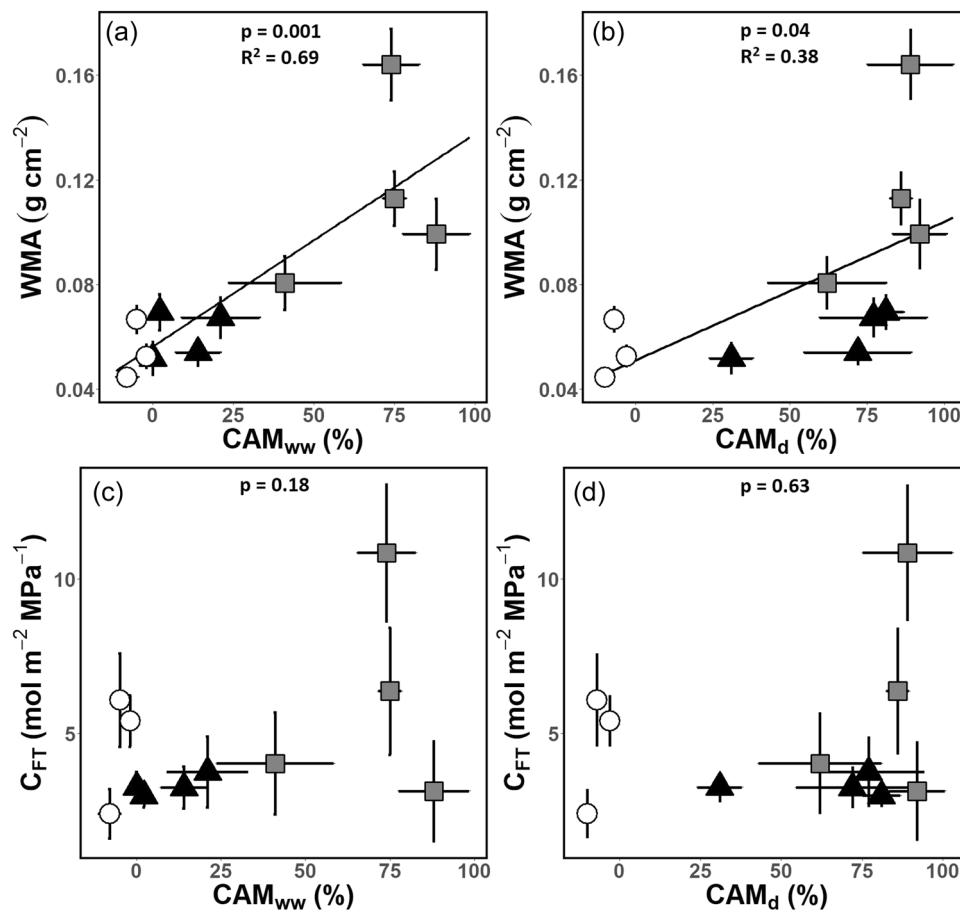 (a)
p = 0.001
R² = 0.69
WMA (g cm⁻²)
0.16
0.12
0.08
0.04
0 25 50 75 100
CAMww (%)
(b)
p = 0.04
R² = 0.38
WMA (g cm⁻²)
0.16
0.12
0.08
0.04
0 25 50 75 100
CAMd (%)
(c)
p = 0.18
CFT (mol m⁻² MPa⁻¹)
10
5
0 25 50 75 100
CAMww (%)
(d)
p = 0.63
CFT (mol m⁻² MPa⁻¹)
10
5
0 25 50 75 100
CAMd (%)